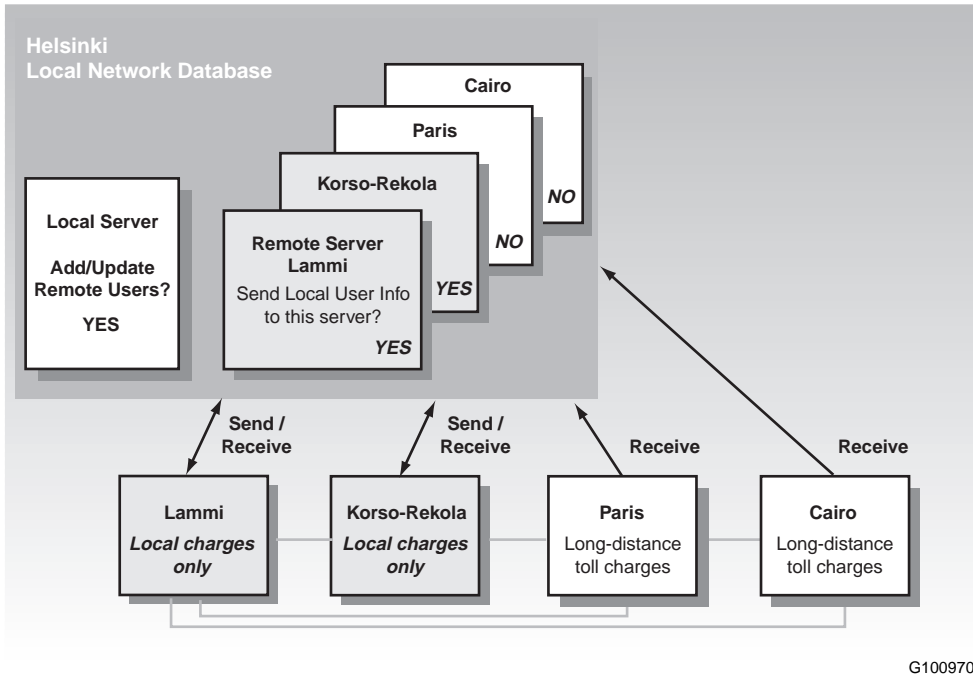 Helsinki
Local Network Database
Cairo
NO
Paris
NO
Korso-Rekola
YES
Remote Server
Lammi
Send Local User Info
to this server?
YES
Local Server
Add/Update
Remote Users?
YES
Send /
Receive
Send /
Receive
Receive
Receive
Lammi
Local charges
only
Korso-Rekola
Local charges
only
Paris
Long-distance
toll charges
Cairo
Long-distance
toll charges
G100970